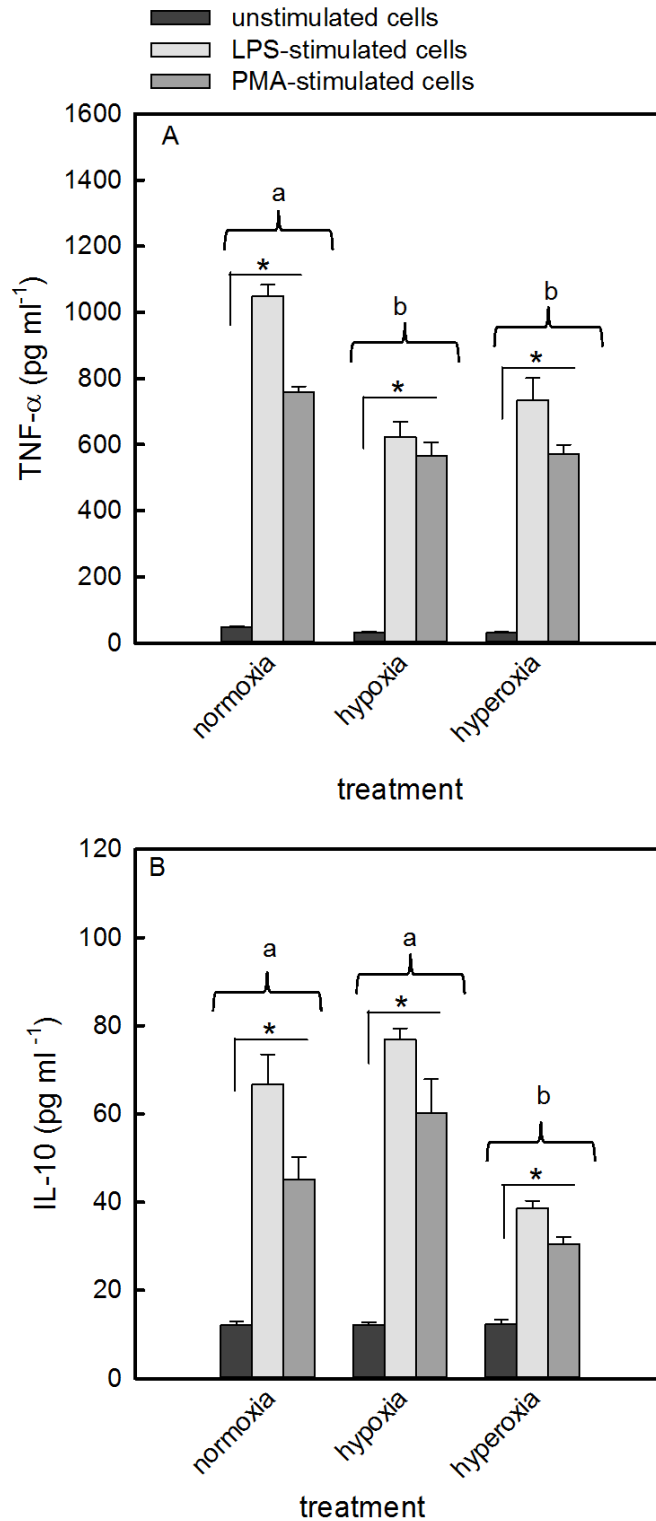 unstimulated cells
LPS-stimulated cells
PMA-stimulated cells
A
1600
1400
1200
1000
800
600
400
200
0
TNF-α (pg ml⁻¹)
a
*
b
*
b
*
normoxia
hypoxia
hyperoxia
treatment
B
120
100
80
60
40
20
0
IL-10 (pg ml⁻¹)
a
*
a
*
b
*
normoxia
hypoxia
hyperoxia
treatment